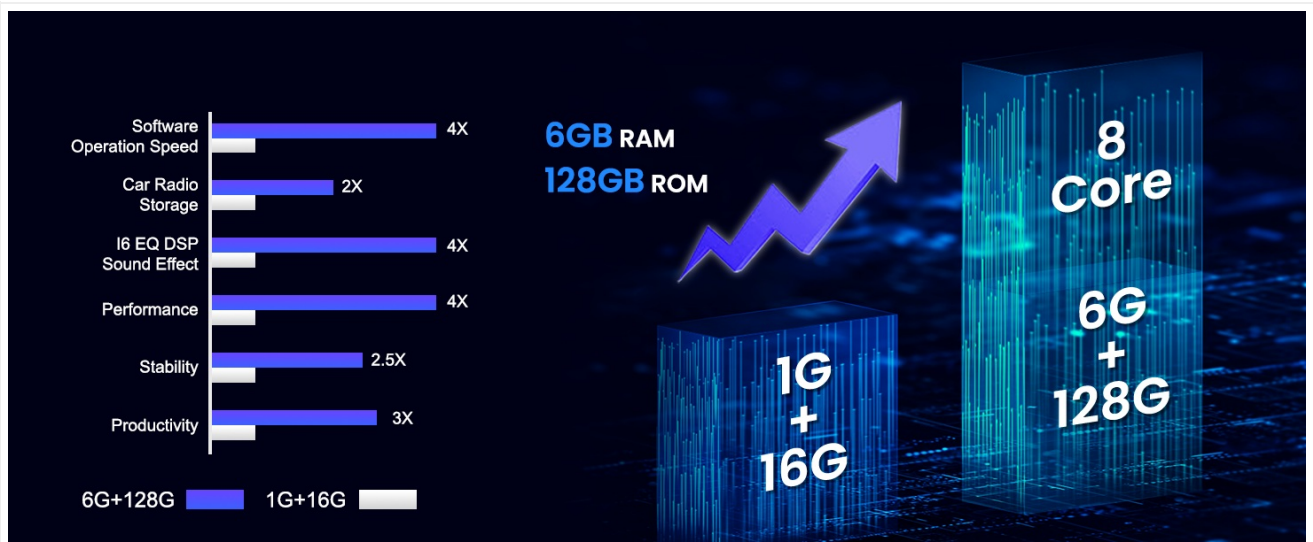 Software
Operation Speed
4X
Car Radio
Storage
2X
I6 EQ DSP
Sound Effect
4X
Performance
4X
Stability
2.5X
Productivity
3X
6G+128G
1G+16G
6GB RAM
128GB ROM
1G
+
16G
8
Core
6G
+
128G